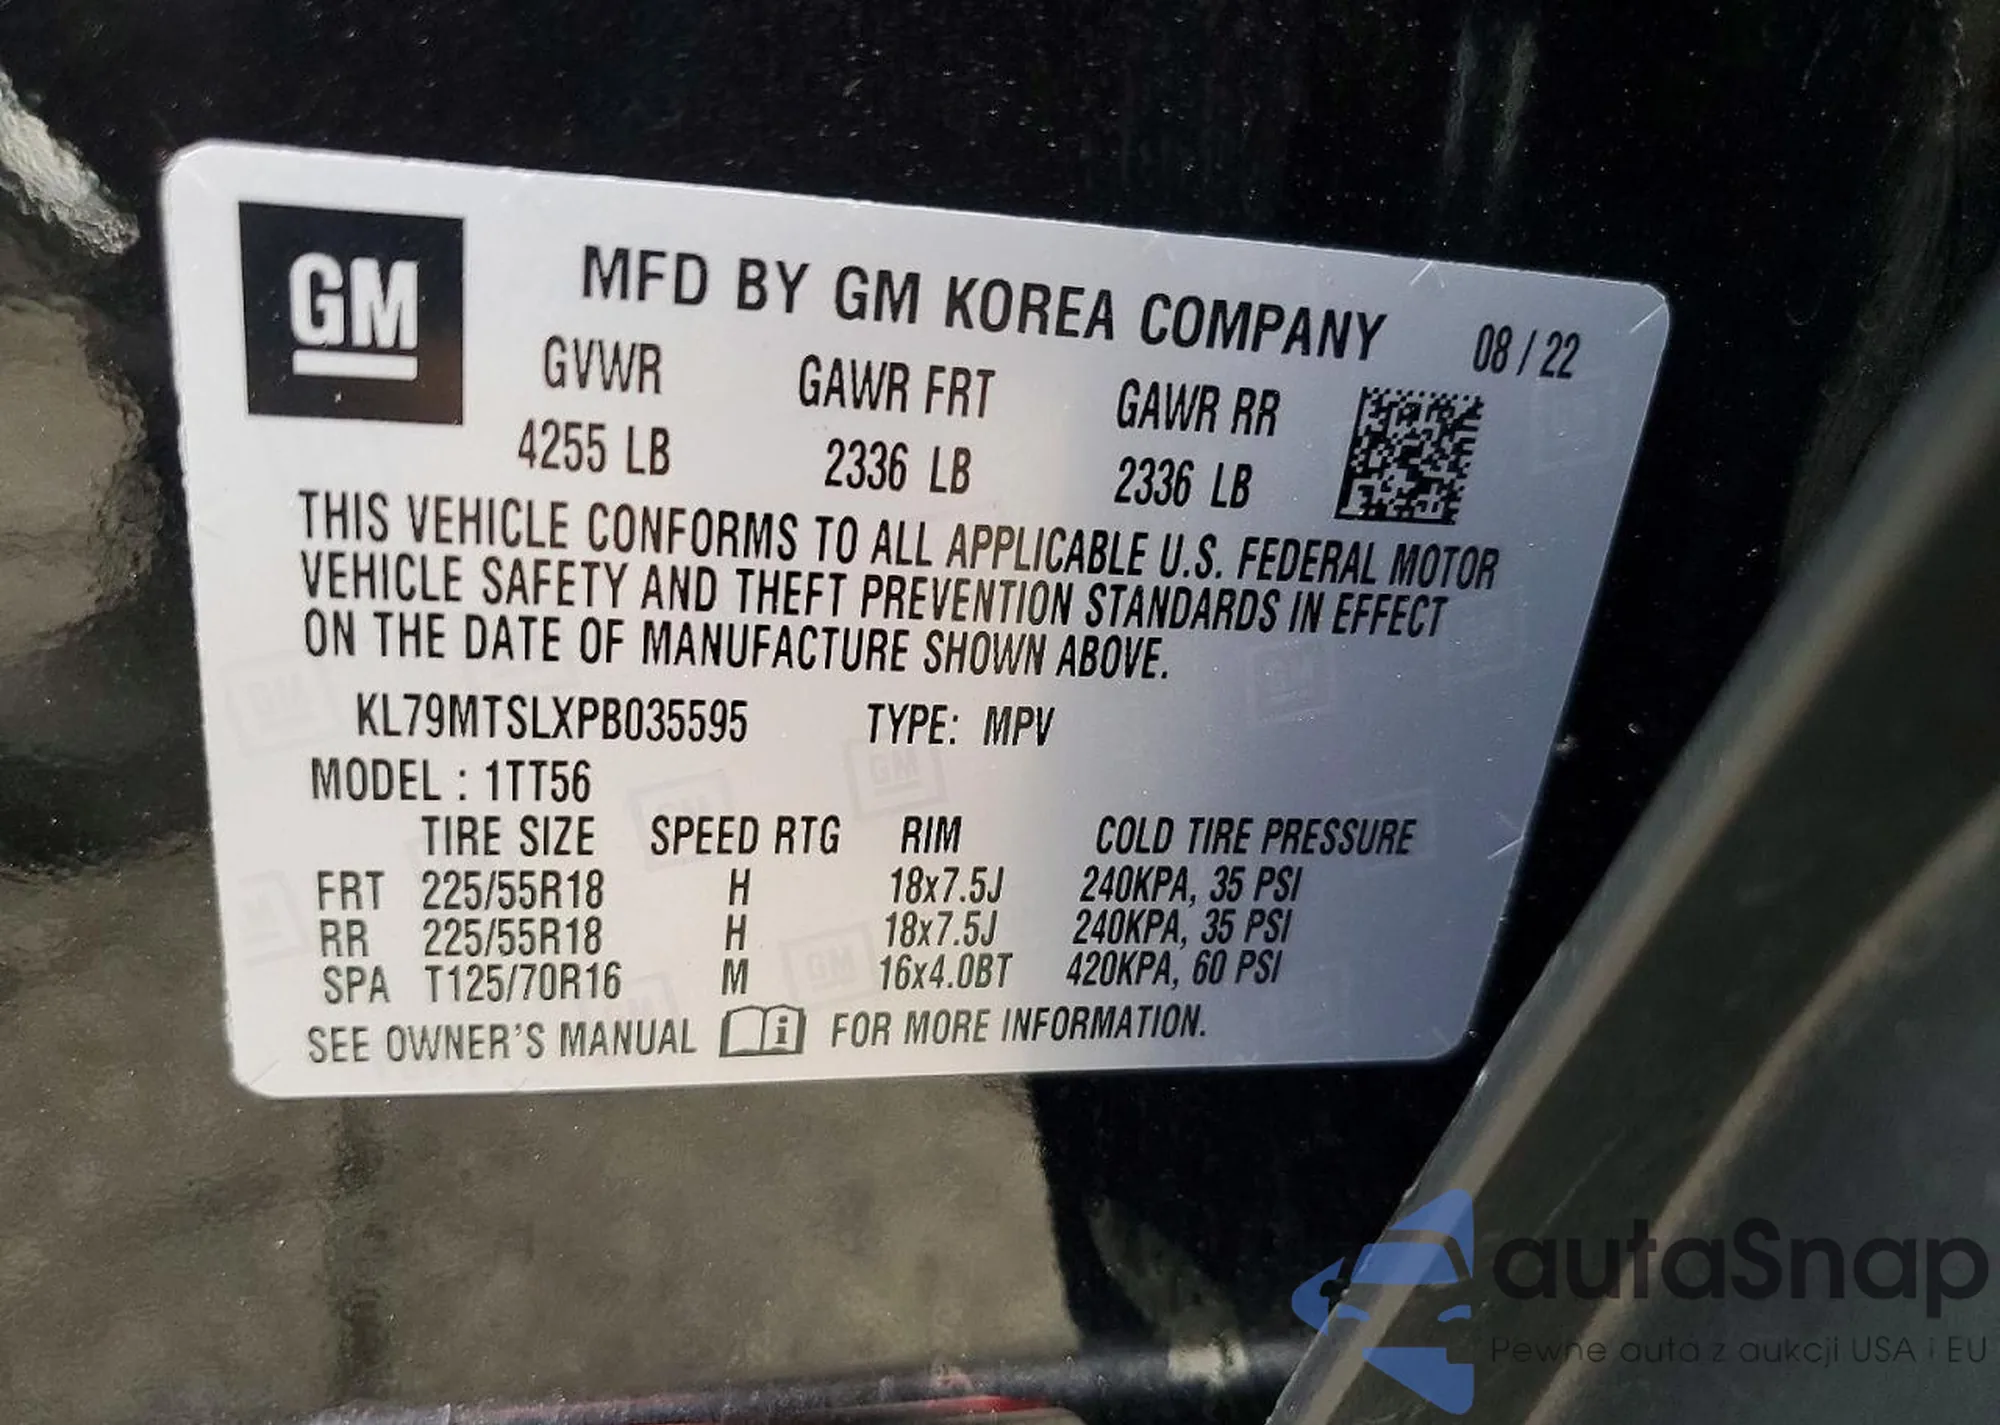 GM
MFD BY GM KOREA COMPANY 08 / 22
GVWR GAWR FRT GAWR RR
4255 LB 2336 LB 2336 LB
THIS VEHICLE CONFORMS TO ALL APPLICABLE U.S. FEDERAL MOTOR
VEHICLE SAFETY AND THEFT PREVENTION STANDARDS IN EFFECT
ON THE DATE OF MANUFACTURE SHOWN ABOVE.
KL79MTSLXPB035595 TYPE: MPV
MODEL : 1TT56
TIRE SIZE SPEED RTG RIM COLD TIRE PRESSURE
FRT 225/55R18 H 18x7.5J 240KPA, 35 PSI
RR 225/55R18 H 18x7.5J 240KPA, 35 PSI
SPA T125/70R16 M 16x4.0BT 420KPA, 60 PSI
SEE OWNER'S MANUAL i FOR MORE INFORMATION.
autaSnap
Pewne auta z aukcji USA i EU